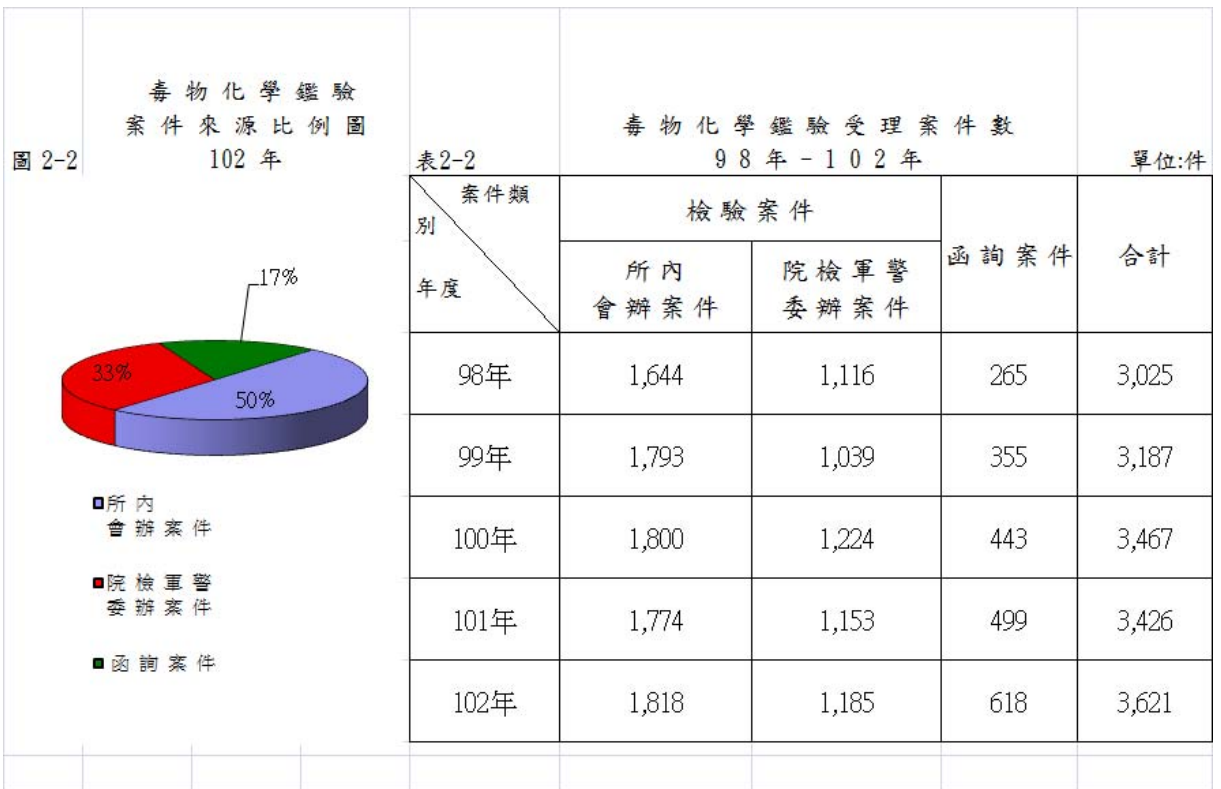 圖 2-2
毒物化學鑑驗
案件來源比例圖
102 年
17%
33%
50%
所內
會辦案件
院檢軍警
委辦案件
函詢案件
毒物化學鑑驗受理案件數
表2-2
98年-102年
單位:件
案件類
別
年度
檢驗案件
函詢案件
合計
所內
會辦案件
院檢軍警
委辦案件
98年 1,644 1,116 265 3,025
99年 1,793 1,039 355 3,187
100年 1,800 1,224 443 3,467
101年 1,774 1,153 499 3,426
102年 1,818 1,185 618 3,621